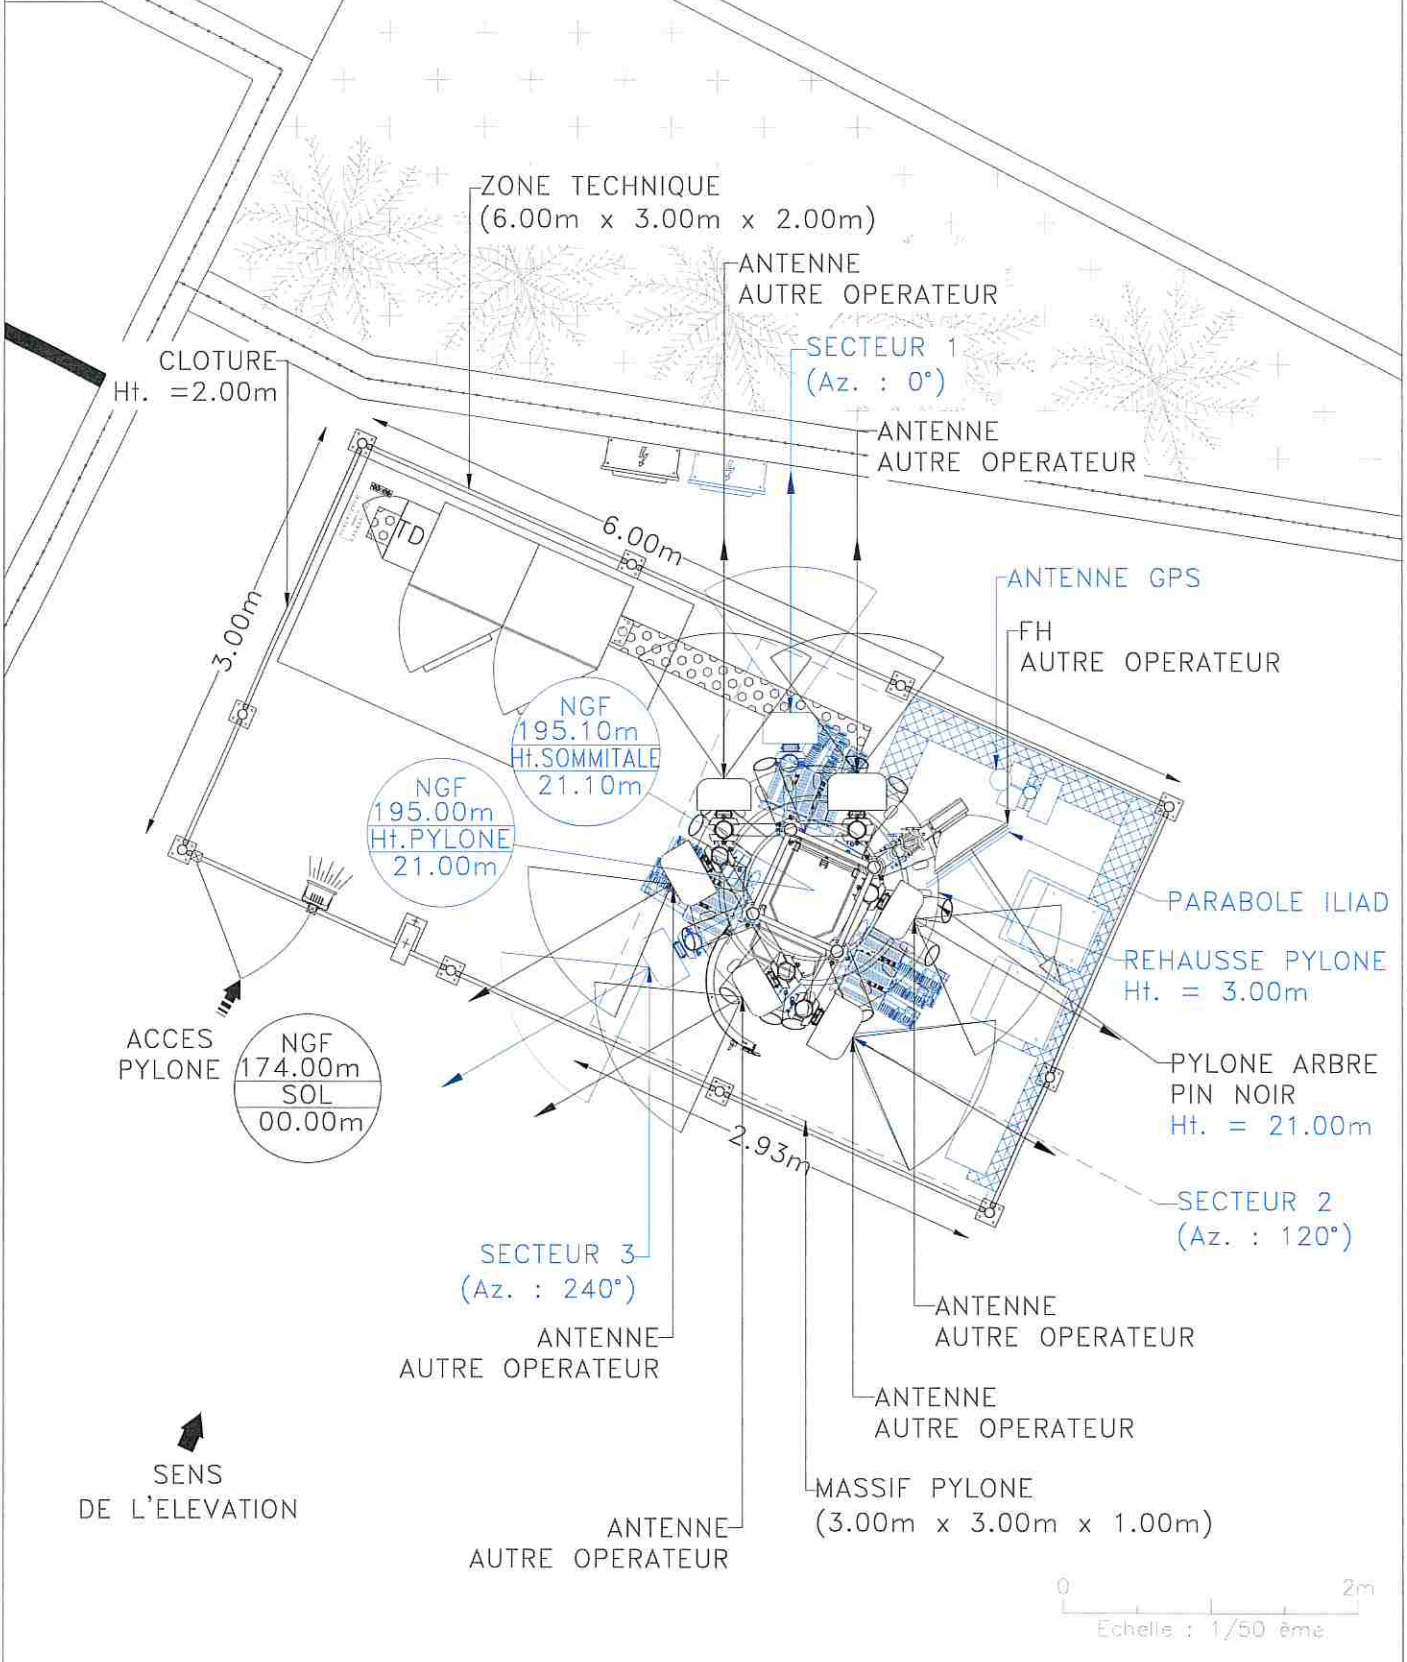 ZONE TECHNIQUE
(6.00m x 3.00m x 2.00m)
ANTENNE
AUTRE OPERATEUR
SECTEUR 1
(Az. : 0°)
CLOTURE
Ht. =2.00m
ANTENNE
AUTRE OPERATEUR
6.00m
TD
3.00m
ANTENNE GPS
FH
AUTRE OPERATEUR
NGF
195.10m
Ht.SOMMITALE
21.10m
NGF
195.00m
Ht.PYLONE
21.00m
PARABOLE ILIAD
REHAUSSE PYLONE
Ht. = 3.00m
ACCES
PYLONE
NGF
174.00m
SOL
00.00m
PYLONE ARBRE
PIN NOIR
Ht. = 21.00m
2.93m
SECTEUR 2
(Az. : 120°)
SECTEUR 3
(Az. : 240°)
ANTENNE
AUTRE OPERATEUR
ANTENNE
AUTRE OPERATEUR
ANTENNE
AUTRE OPERATEUR
SENS
DE L'ELEVATION
MASSIF PYLONE
(3.00m x 3.00m x 1.00m)
ANTENNE
AUTRE OPERATEUR
0 2m
Echelle : 1/50 ème